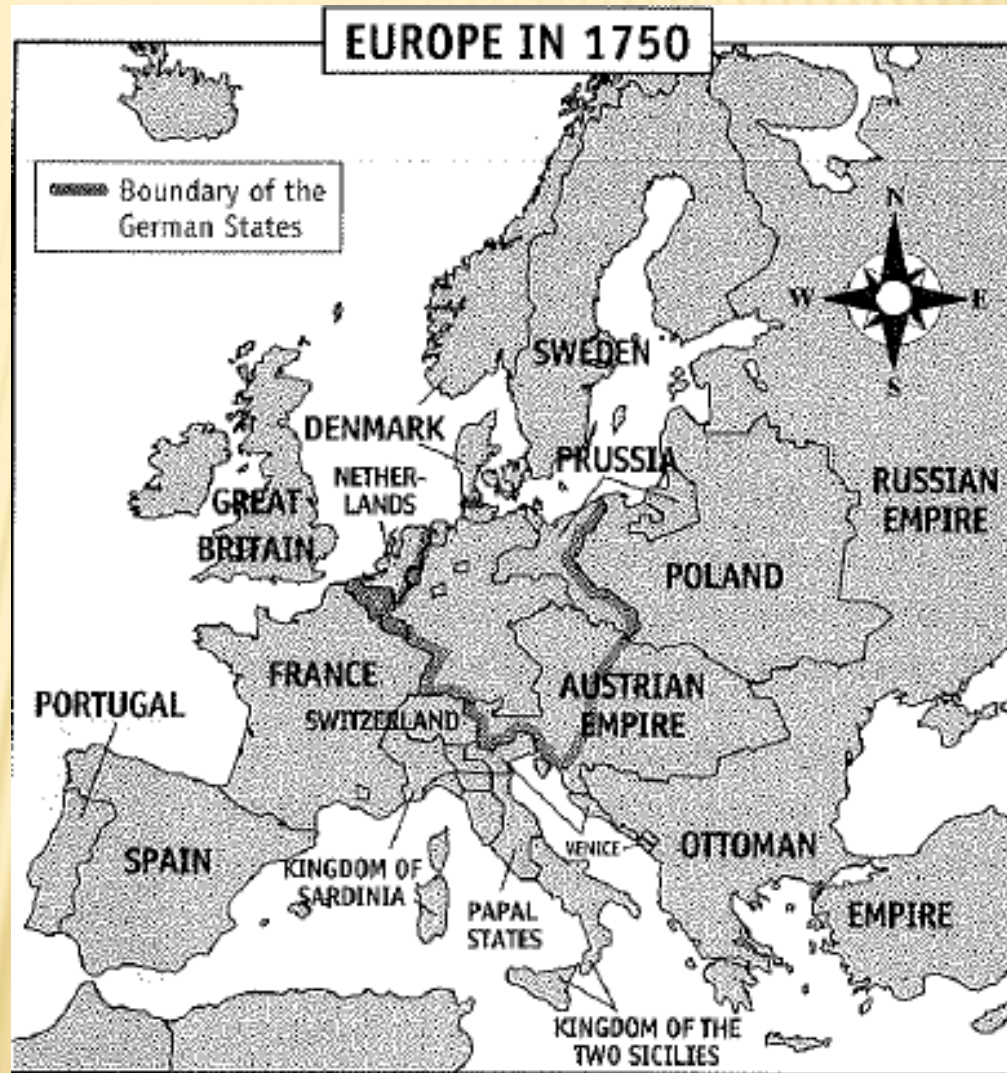 EUROPE IN 1750
Boundary of the
German States
N
W
E
S
SWEDEN
DENMARK
NETHER-
LANDS
PRUSSIA
RUSSIAN
EMPIRE
GREAT
BRITAIN
POLAND
FRANCE
AUSTRIAN
EMPIRE
SWITZERLAND
PORTUGAL
SPAIN
KINGDOM OF
SARDINIA
PAPAL
STATES
VENICE
OTTOMAN
EMPIRE
KINGDOM OF THE
TWO SICILIES